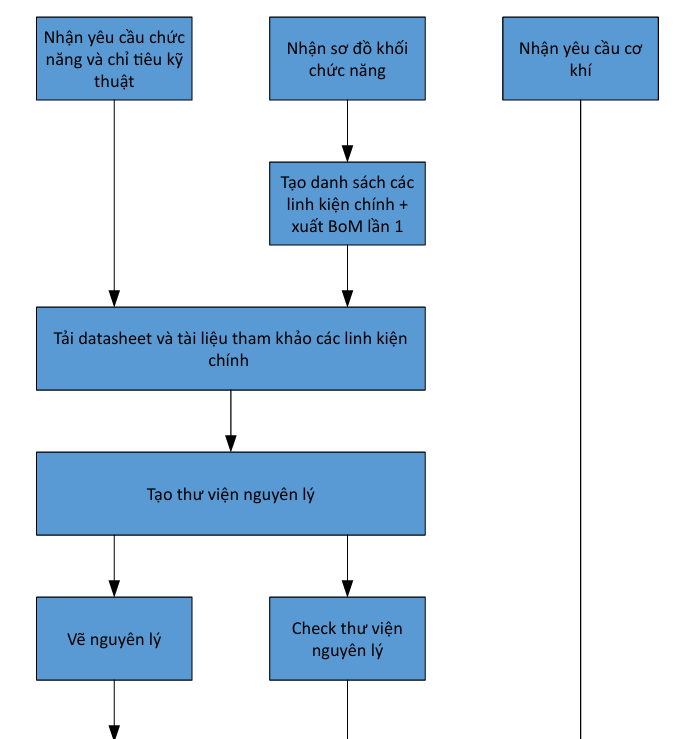 Nhận yêu cầu chức
năng và chỉ tiêu kỹ
thuật
Nhận sơ đồ khối
chức năng
Nhận yêu cầu cơ
khí
Tạo danh sách các
linh kiện chính +
xuất BoM lần 1
Tải datasheet và tài liệu tham khảo các linh kiện
chính
Tạo thư viện nguyên lý
Vẽ nguyên lý
Check thư viện
nguyên lý